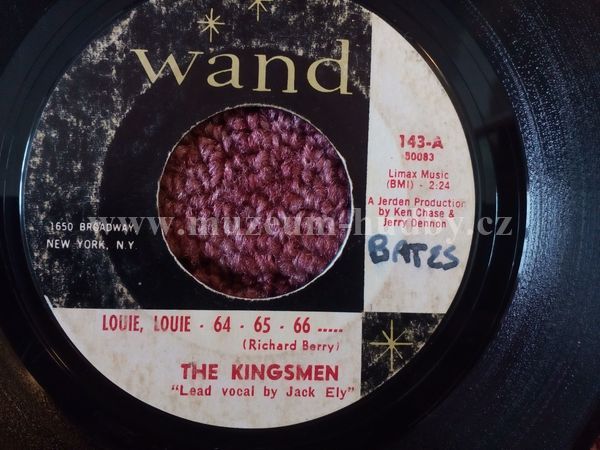 wand
143-A
50083
Limax Music
(BMI) - 2:24
A Jerden Production
by Ken Chase &
Jerry Dennon
BATES
1650 BROADWAY
NEW YORK, N.Y.
www.muzeum-hudby.cz
LOUIE, LOUIE - 64 - 65 - 66 .....
(Richard Berry)
THE KINGSMEN
"Lead vocal by Jack Ely"